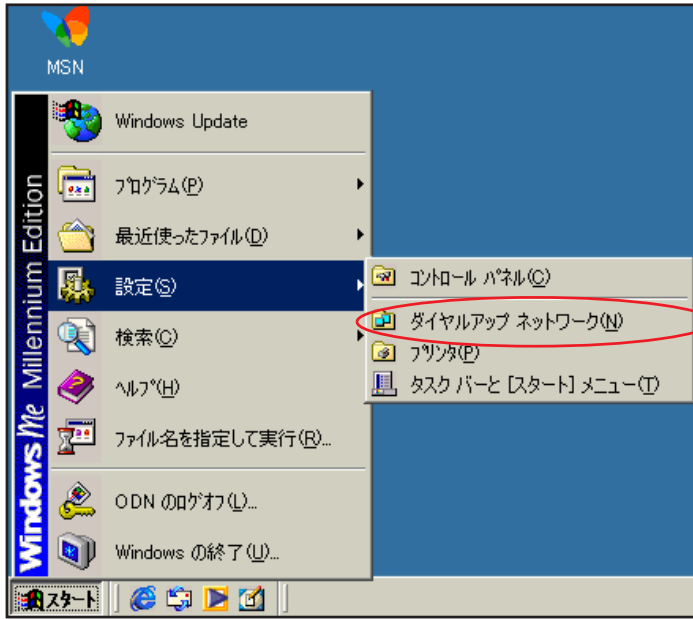 MSN
Windows Update
ﾌﾟﾛｸﾞﾗﾑ(P)
最近使ったﾌｧｲﾙ(D)
設定(S)
検索(C)
ﾍﾙﾌﾟ(H)
ﾌｧｲﾙ名を指定して実行(R)...
ODN のﾛｸﾞｵﾌ(L)...
Windows の終了(U)...
Windows Me Millennium Edition
ｺﾝﾄﾛｰﾙ ﾊﾟﾈﾙ(C)
ダイヤルアップ ネットワーク(N)
ﾌﾟﾘﾝﾀ(P)
タスク バーと [スタート] メニュー(T)
ｽﾀｰﾄ